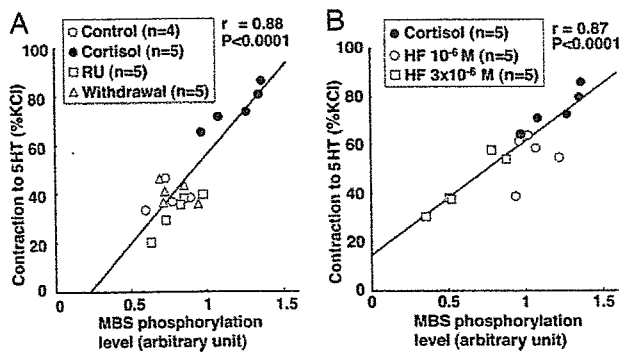 A
r = 0.88
P<0.0001
Control (n=4)
Cortisol (n=5)
RU (n=5)
Withdrawal (n=5)
Contraction to 5HT (%KCl)
100
80
60
40
20
0
0
0.5
1
1.5
MBS phosphorylation
level (arbitrary unit)
B
r = 0.87
P<0.0001
Cortisol (n=5)
HF 10⁻⁶ M (n=5)
HF 3x10⁻⁶ M (n=5)
Contraction to 5HT (%KCl)
100
80
60
40
20
0
0
0.5
1
1.5
MBS phosphorylation
level (arbitrary unit)